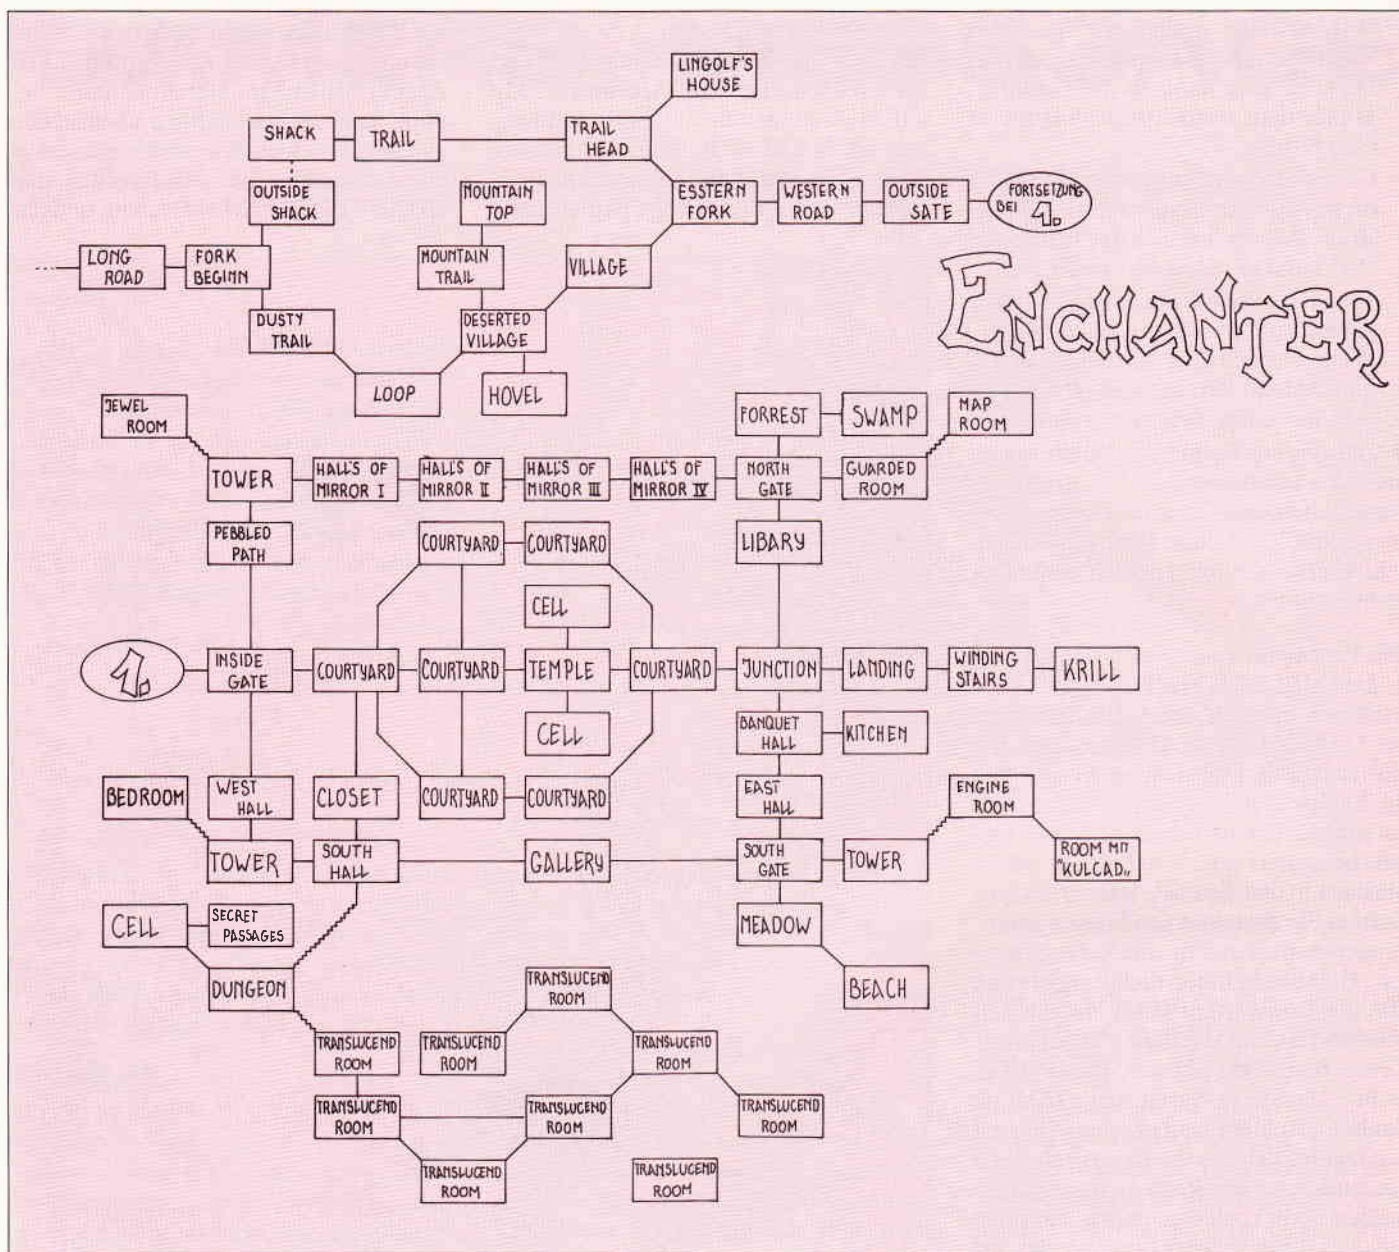 LINGOLF'S
HOUSE
SHACK
TRAIL
TRAIL
HEAD
OUTSIDE
SHACK
MOUNTAIN
TOP
ESSTERN
FORK
WESTERN
ROAD
OUTSIDE
SATE
FORTSETZUNG
BEI 1.
LONG
ROAD
FORK
BEGINN
MOUNTAIN
TRAIL
VILLAGE
ENCHANTER
DUSTY
TRAIL
DESERTED
VILLAGE
LOOP
HOVEL
JEWEL
ROOM
FORREST
SWAMP
MAP
ROOM
TOWER
HALL'S OF
MIRROR I
HALL'S OF
MIRROR II
HALL'S OF
MIRROR III
HALL'S OF
MIRROR IV
NORTH
GATE
GUARDED
ROOM
PEBBLED
PATH
COURTYARD
COURTYARD
LIBARY
CELL
1.
INSIDE
GATE
COURTYARD
COURTYARD
TEMPLE
COURTYARD
JUNCTION
LANDING
WINDING
STAIRS
KRILL
CELL
BANQUET
HALL
KITCHEN
BEDROOM
WEST
HALL
CLOSET
COURTYARD
COURTYARD
EAST
HALL
ENGINE
ROOM
TOWER
SOUTH
HALL
GALLERY
SOUTH
GATE
TOWER
ROOM MIT
"KULCAD„
CELL
SECRET
PASSAGES
MEADOW
DUNGEON
TRANSLUCEND
ROOM
BEACH
TRANSLUCEND
ROOM
TRANSLUCEND
ROOM
TRANSLUCEND
ROOM
TRANSLUCEND
ROOM
TRANSLUCEND
ROOM
TRANSLUCEND
ROOM
TRANSLUCEND
ROOM
TRANSLUCEND
ROOM